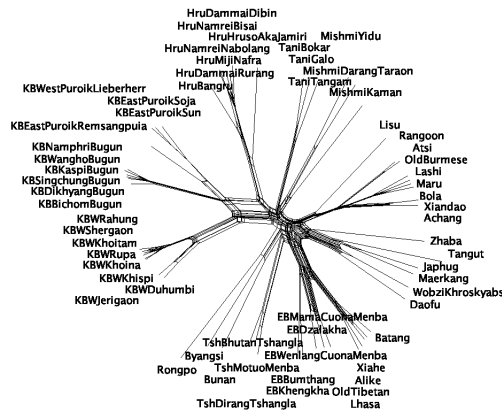 HruDammaiDibin
HruNamreiBisai
HruHrusoAkaJamiri
HruNamreiNabolang
HruMijiNafra
HruDammaiRurang
HruBangru
MishmiYidu
TaniBokar
TaniGalo
MishmiDarangTaraon
TaniTangam
MishmiKaman
KBWestPuroikLieberherr
KBEastPuroikSoja
KBEastPuroikSun
KBEastPuroikRemsangpuia
KBNamphriBugun
KBWanghoBugun
KBKaspiBugun
KBSingchungBugun
KBDikhyangBugun
KBBichomBugun
KBWRahung
KBWShergaon
KBWKhoitam
KBWRupa
KBWKhoina
KBWKhispi
KBWDuhumbi
KBWJerigaon
Lisu
Rangoon
Atsi
OldBurmese
Lashi
Maru
Bola
Xiandao
Achang
Zhaba
Tangut
Japhug
Maerkang
WobziKhroskyabs
Daofu
EBMamaCuonaMenba
EBDzalakha
Batang
TshBhutanTshangla
Byangsi
EBWenlangCuonaMenba
Rongpo
TshMotuoMenba
Xiahe
Bunan
EBBumthang
Alike
EBKhengkha
OldTibetan
TshDirangTshangla
Lhasa